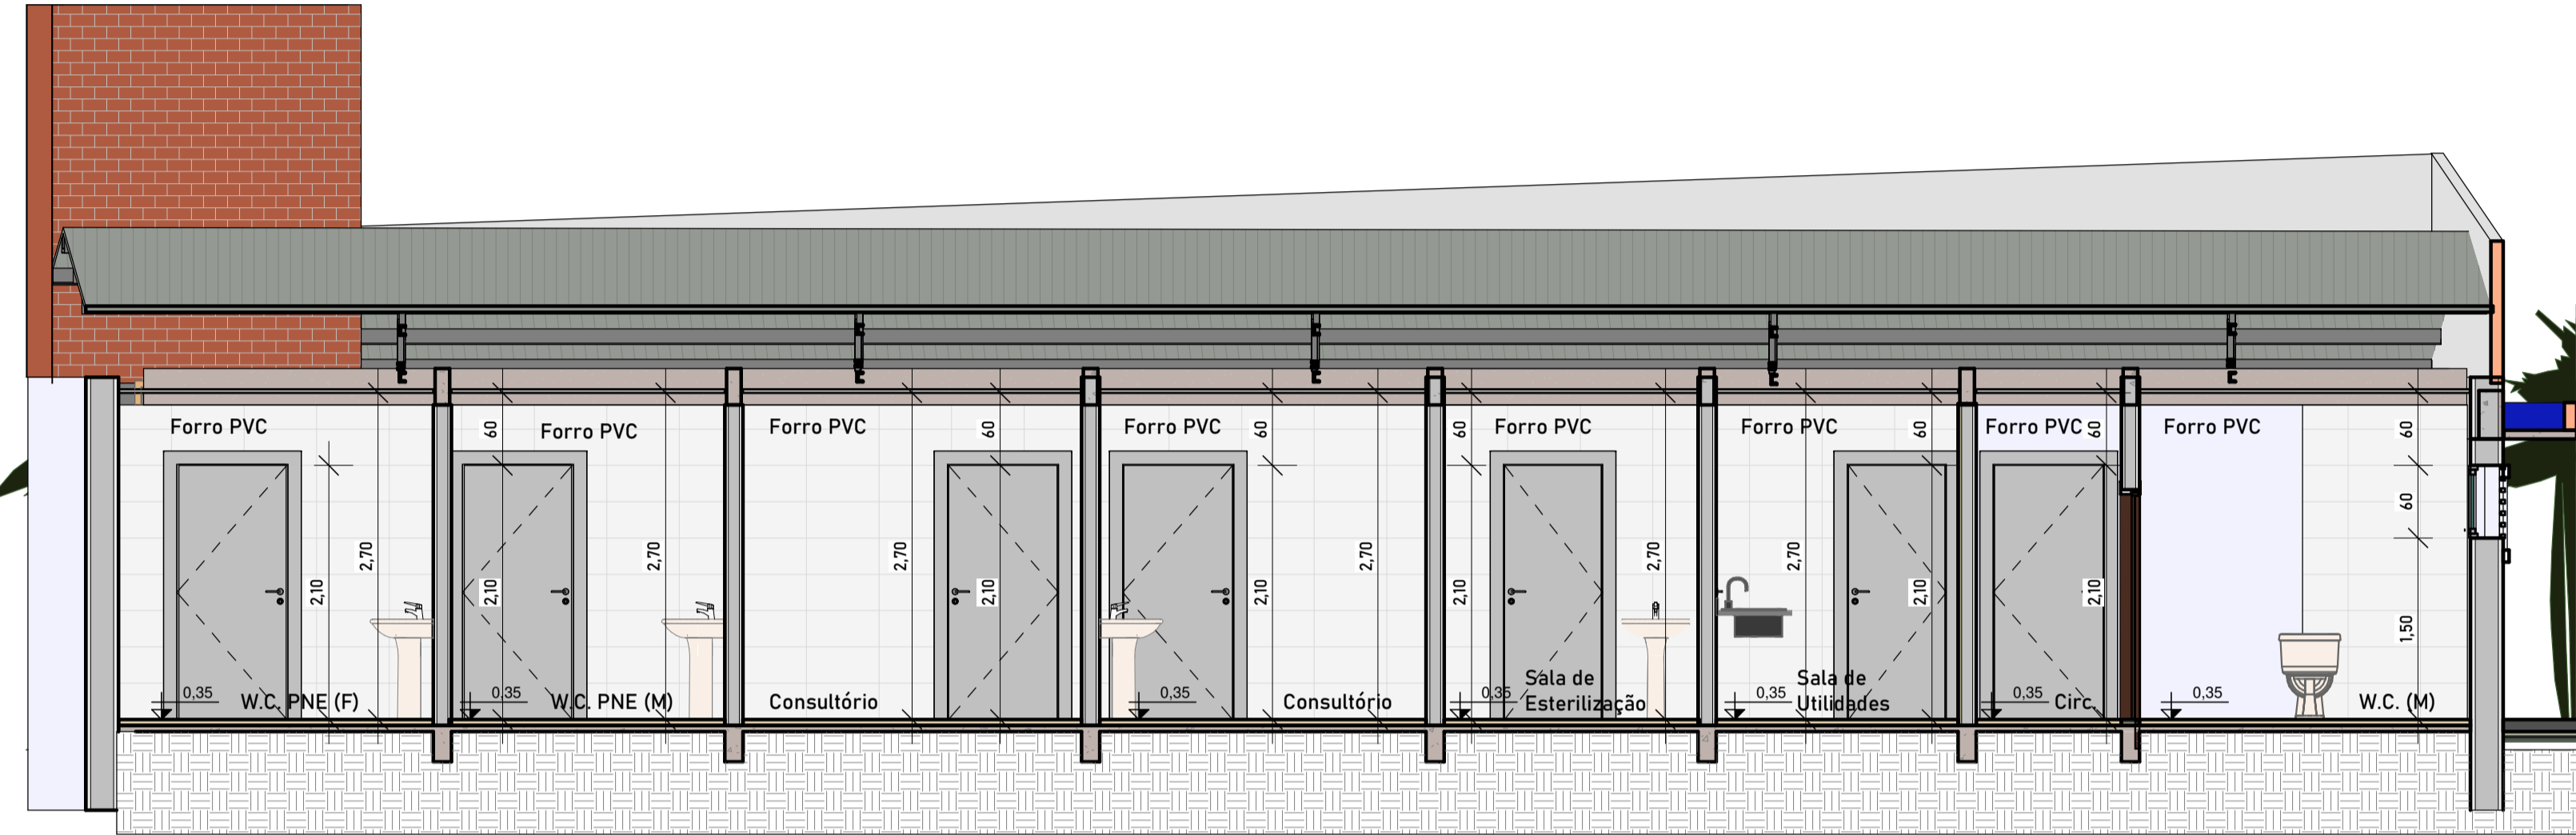 Forro PVC
Forro PVC
Forro PVC
Forro PVC
Forro PVC
Forro PVC
Forro PVC
Forro PVC
60
60
60
60
60
60
60
60
2,10
2,70
2,10
2,70
2,70
2,10
2,10
2,70
2,10
2,70
2,70
2,10
2,10
1,50
0,35
W.C. PNE (F)
0,35
W.C. PNE (M)
Consultório
0,35
Consultório
0,35
Sala de
Esterilização
0,35
Sala de
Utilidades
0,35
Circ.
0,35
W.C. (M)